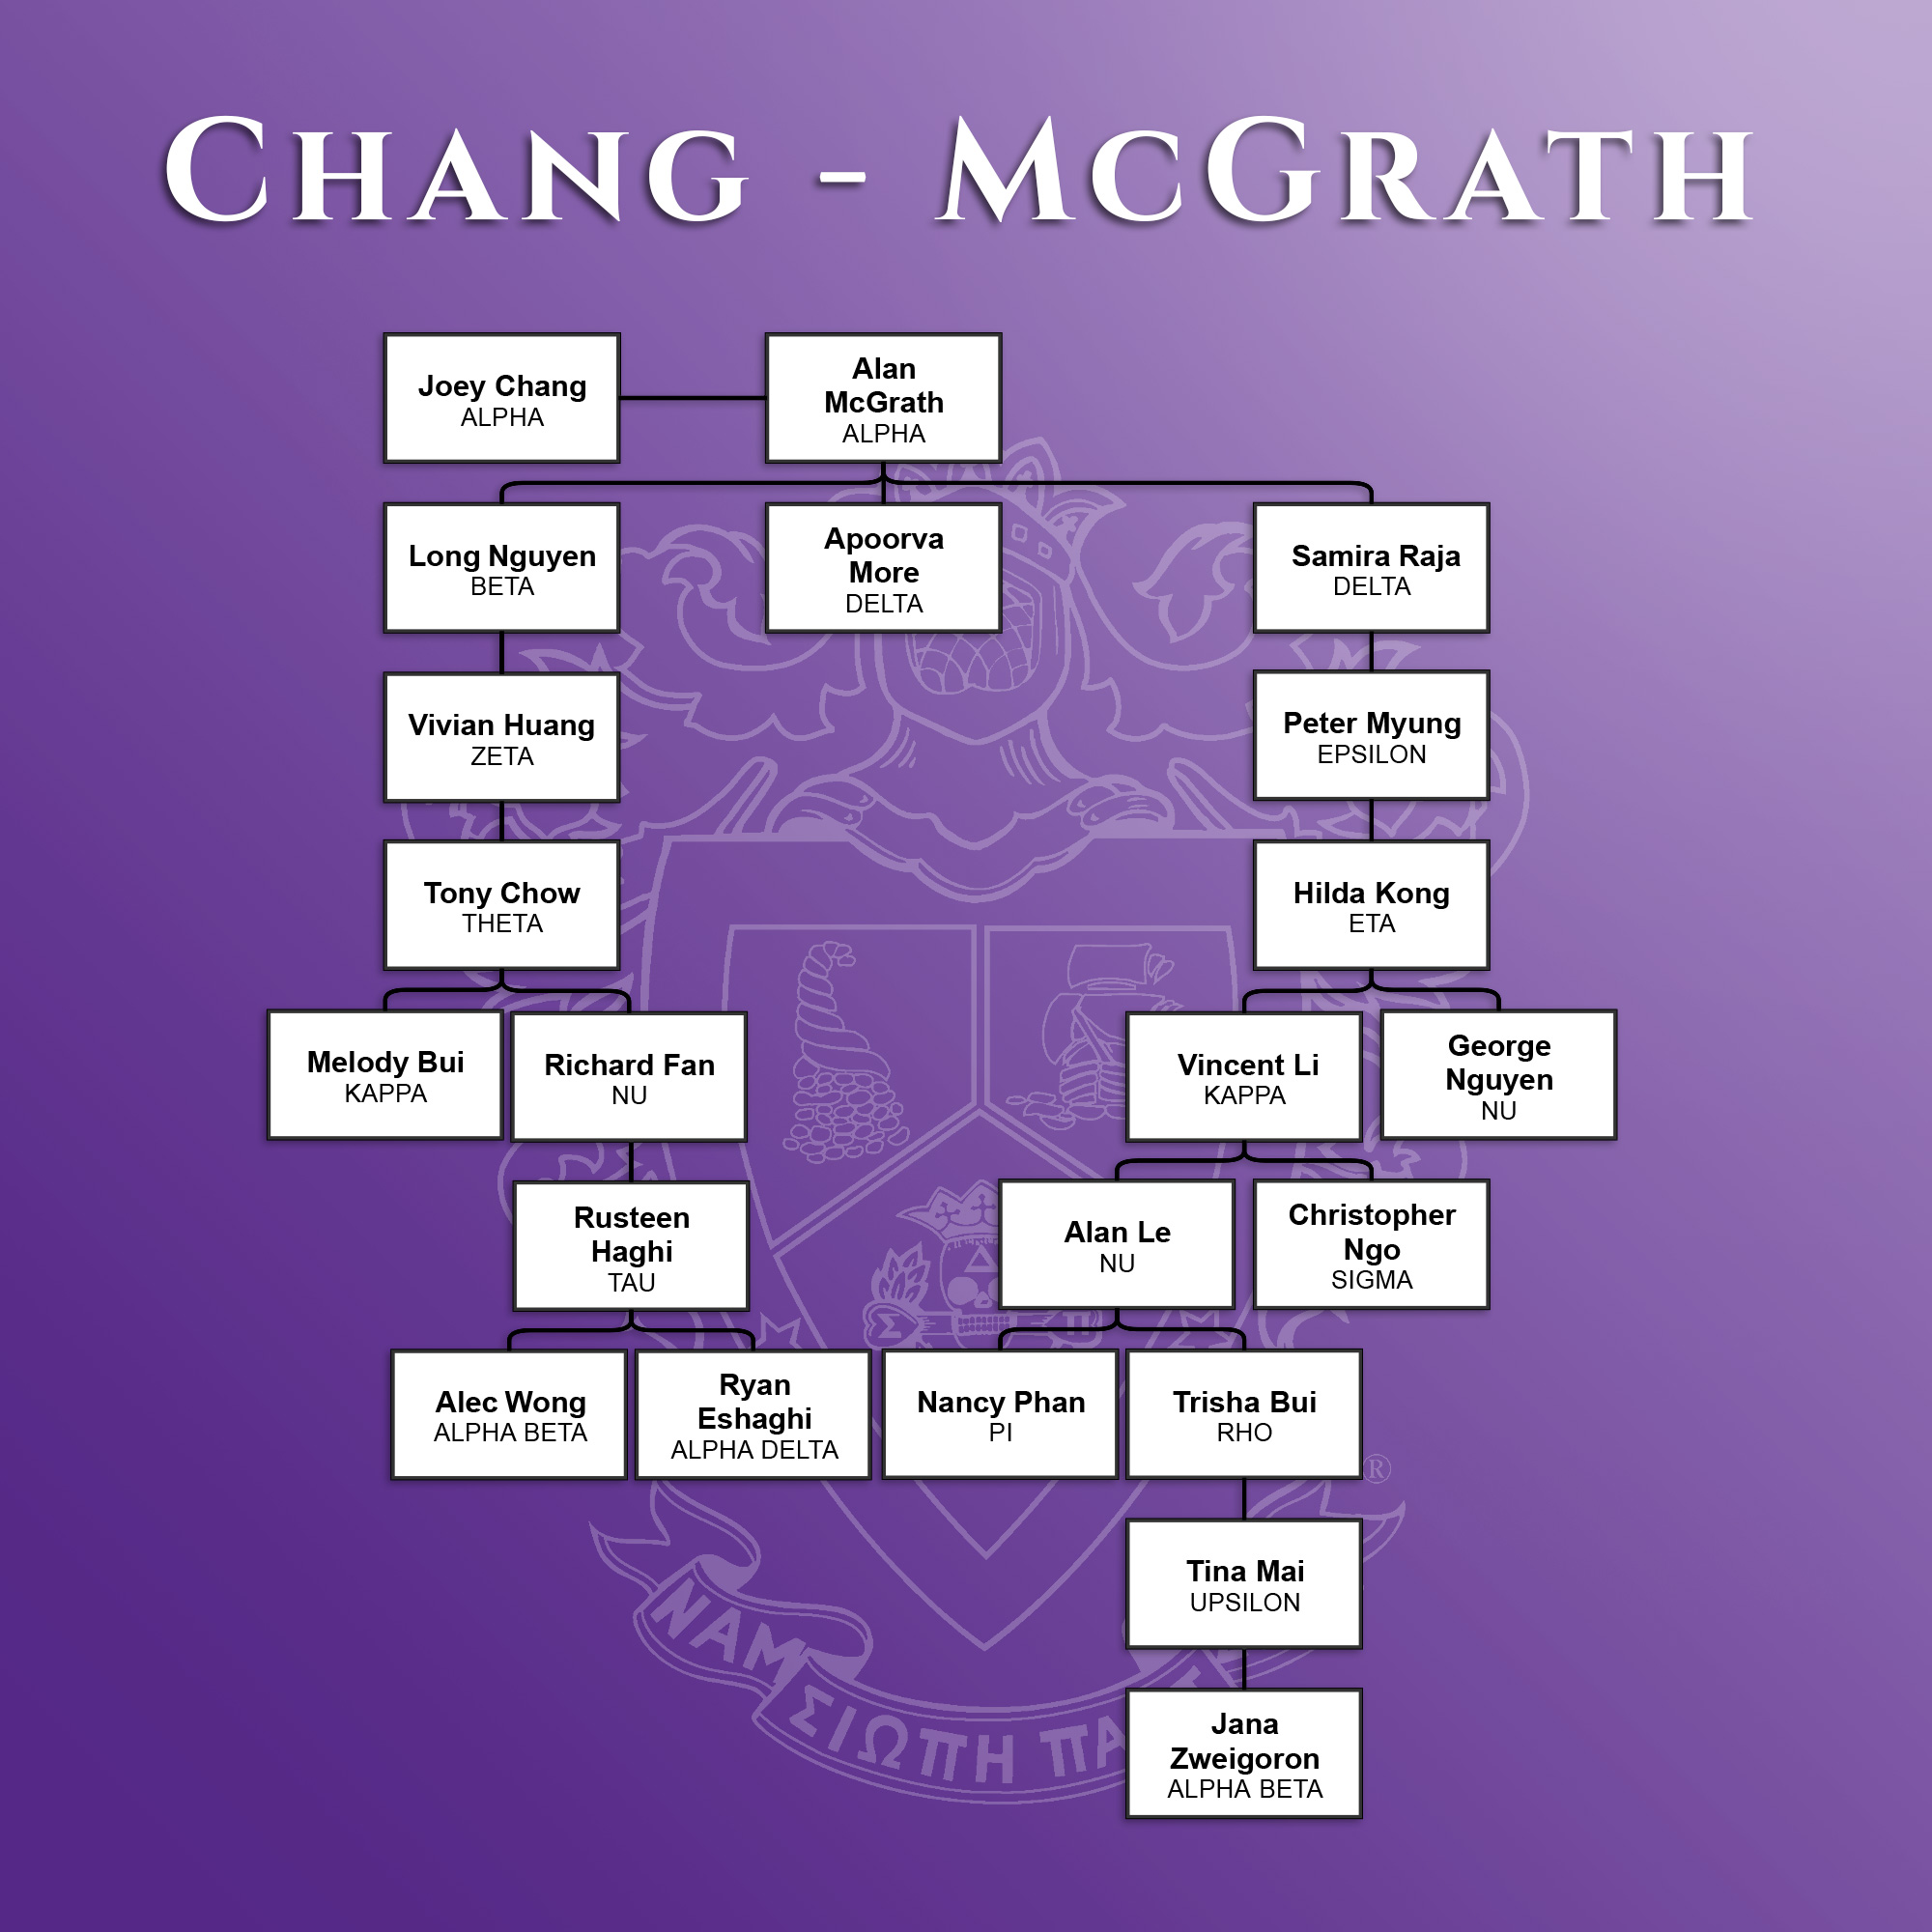 CHANG - MCGRATH
Joey Chang
ALPHA
Alan
McGrath
ALPHA
Long Nguyen
BETA
Apoorva
More
DELTA
Samira Raja
DELTA
Vivian Huang
ZETA
Peter Myung
EPSILON
Tony Chow
THETA
Hilda Kong
ETA
Melody Bui
KAPPA
Richard Fan
NU
Vincent Li
KAPPA
George
Nguyen
NU
Rusteen
Haghi
TAU
Alan Le
NU
Christopher
Ngo
SIGMA
Σ
Π
Alec Wong
ALPHA BETA
Ryan
Eshaghi
ALPHA DELTA
Nancy Phan
PI
Trisha Bui
RHO
®
Tina Mai
UPSILON
Jana
Zweigoron
ALPHA BETA
ΣΙΩΠΗ